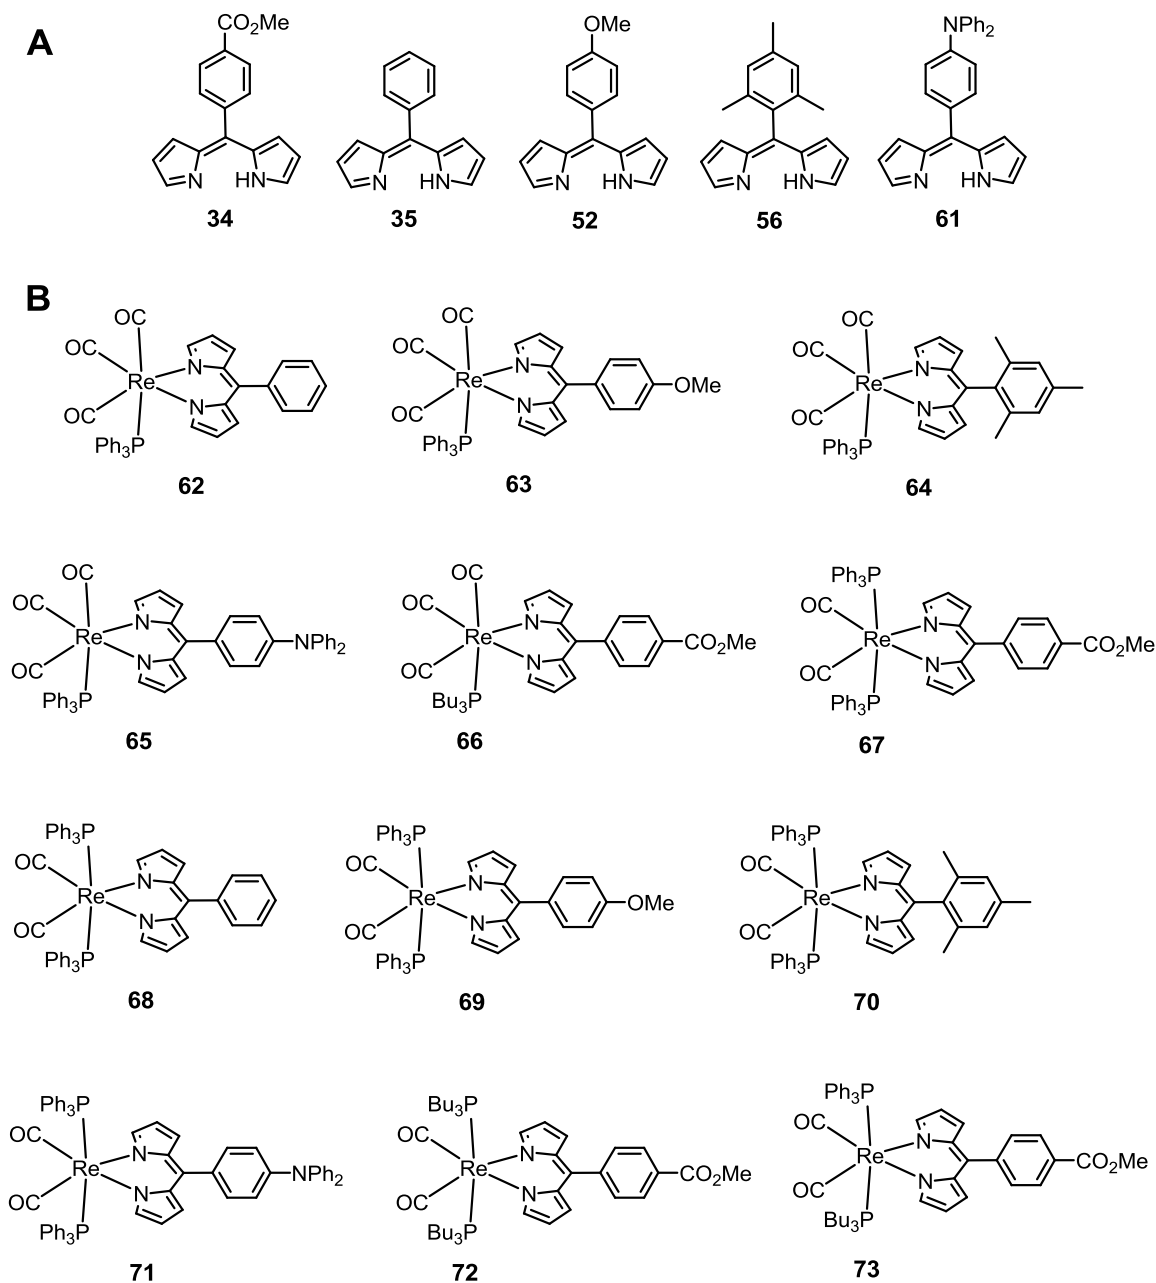 A
CO₂Me OMe NPh₂
N HN N HN N HN N HN N HN
34 35 52 56 61
B
OC OC OC
OC N OC N OC N
Re Re OMe Re
OC N OC N OC N
Ph₃P Ph₃P Ph₃P
62 63 64
OC OC Ph₃P
OC N OC N OC N
Re NPh₂ Re CO₂Me Re CO₂Me
OC N OC N OC N
Ph₃P Bu₃P Ph₃P
65 66 67
Ph₃P Ph₃P Ph₃P
OC N OC N OC N
Re Re OMe Re
OC N OC N OC N
Ph₃P Ph₃P Ph₃P
68 69 70
Ph₃P Bu₃P Ph₃P
OC N OC N OC N
Re NPh₂ Re CO₂Me Re CO₂Me
OC N OC N OC N
Ph₃P Bu₃P Bu₃P
71 72 73